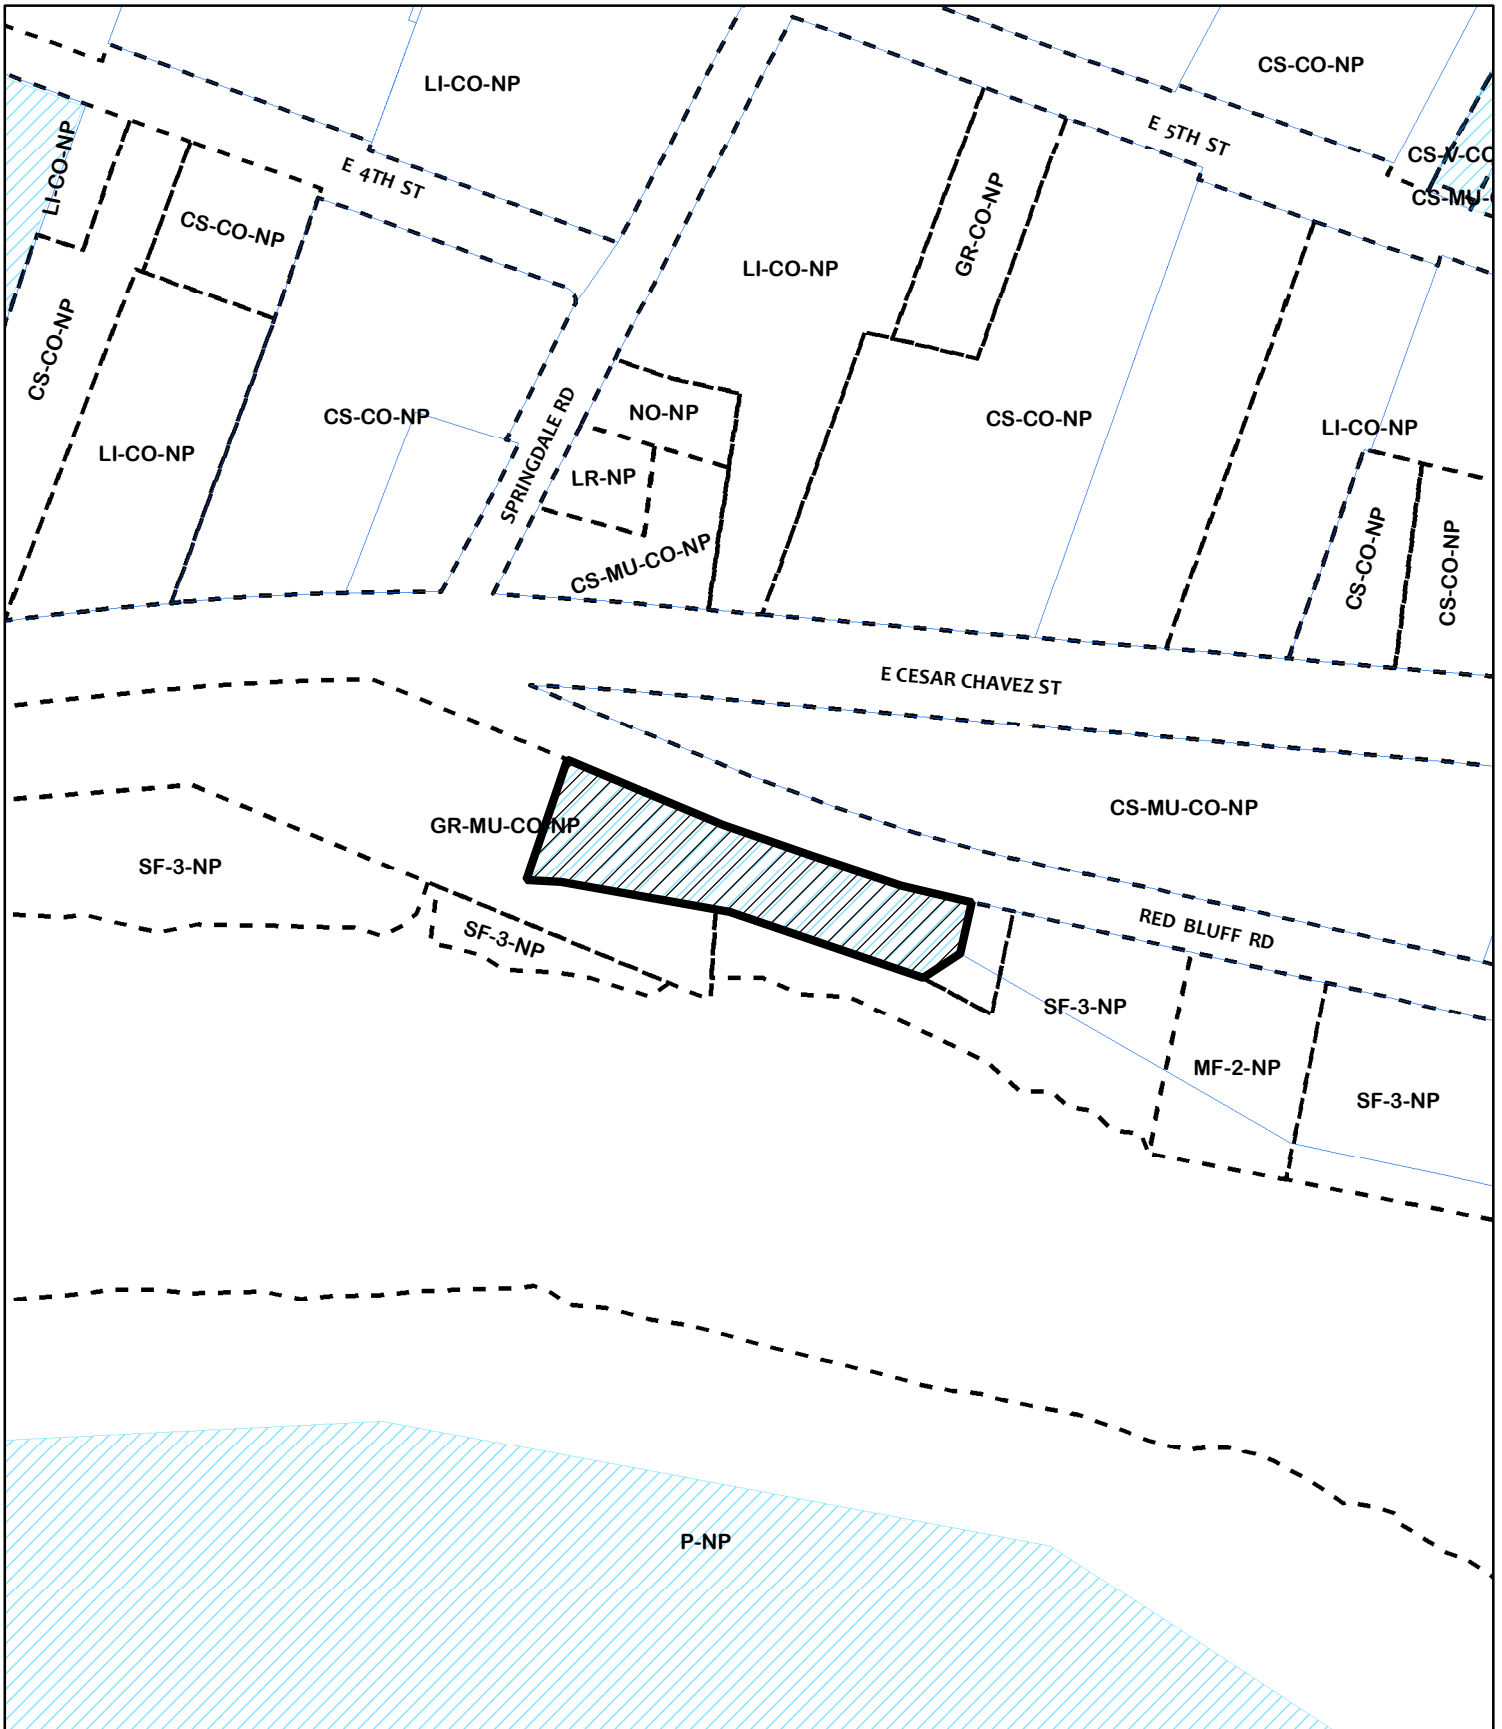 LI-CO-NP
CS-CO-NP
E 5TH ST
CS-V-CO
LI-CO-NP
E 4TH ST
CS-MU-
CS-CO-NP
GR-CO-NP
LI-CO-NP
CS-CO-NP
CS-CO-NP
NO-NP
CS-CO-NP
LI-CO-NP
LI-CO-NP
SPRINGDALE RD
LR-NP
CS-MU-CO-NP
CS-CO-NP
CS-CO-NP
E CESAR CHAVEZ ST
CS-MU-CO-NP
GR-MU-CO-NP
SF-3-NP
SF-3-NP
RED BLUFF RD
SF-3-NP
MF-2-NP
SF-3-NP
P-NP